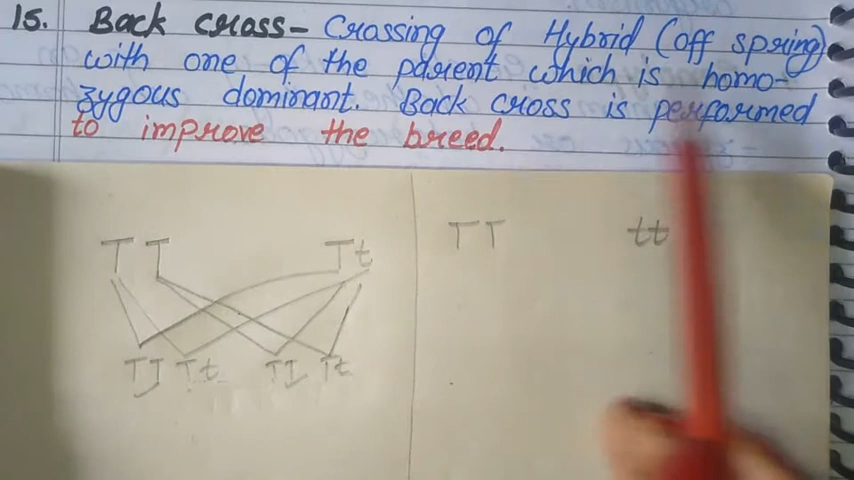 15. Back cross- Crossing of Hybrid (off spring)
with one of the parent which is homo-
zygous dominant. Back cross is performed
to improve the breed.
TT Tt TT tt
TT Tt TT Tt